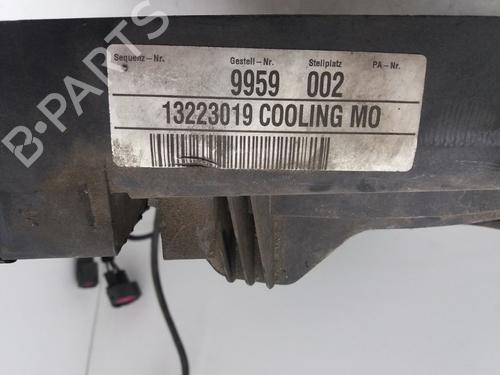 B-PARTS
Sequenz-Nr. Gestell-Nr. Stellplatz PA-Nr.
9959 002
13223019 COOLING MO